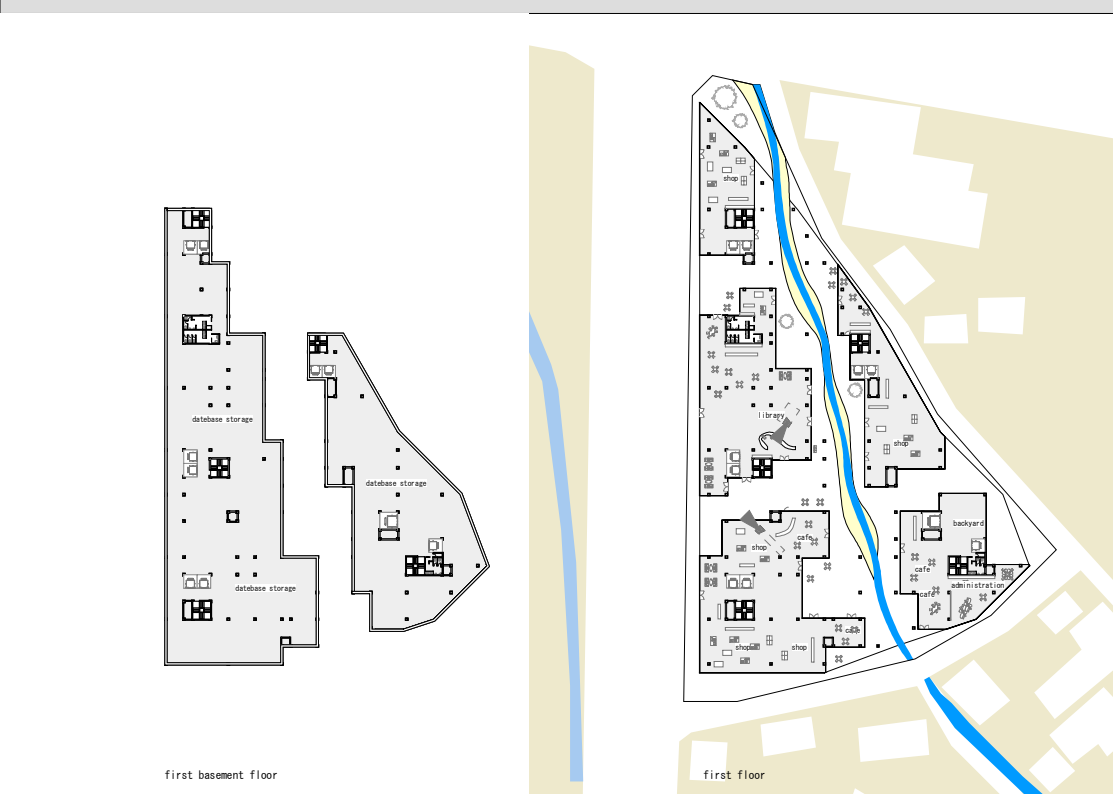 datebase storage
datebase storage
datebase storage
first basement floor
shop
library
shop
backyard
cafe
shop
cafe
administration
cafe
cafe
shop
shop
first floor